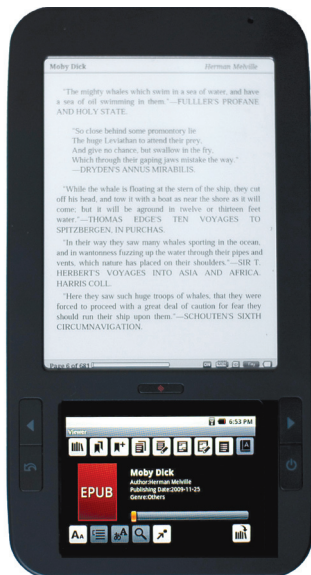 Moby Dick Herman Melville
"The mighty whales which swim in a sea of water, and have
a sea of oil swimming in them."—FULLLER'S PROFANE
AND HOLY STATE.
"So close behind some promontory lie
The huge Leviathan to attend their prey,
And give no chance, but swallow in the fry,
Which through their gaping jaws mistake the way."
—DRYDEN'S ANNUS MIRABILIS.
"While the whale is floating at the stern of the ship, they cut
off his head, and tow it with a boat as near the shore as it will
come; but it will be aground in twelve or thirteen feet
water."—THOMAS EDGE'S TEN VOYAGES TO
SPITZBERGEN, IN PURCHAS.
"In their way they saw many whales sporting in the ocean,
and in wantonness fuzzing up the water through their pipes and
vents, which nature has placed on their shoulders."—SIR T.
HERBERT'S VOYAGES INTO ASIA AND AFRICA.
HARRIS COLL.
"Here they saw such huge troops of whales, that they were
forced to proceed with a great deal of caution for fear they
should run their ship upon them."—SCHOUTEN'S SIXTH
CIRCUMNAVIGATION.
Page 6 of 681
6:53 PM
Viewer
EPUB
Moby Dick
Author:Herman Melville
Publishing Date:2009-11-25
Genre:Others
AA